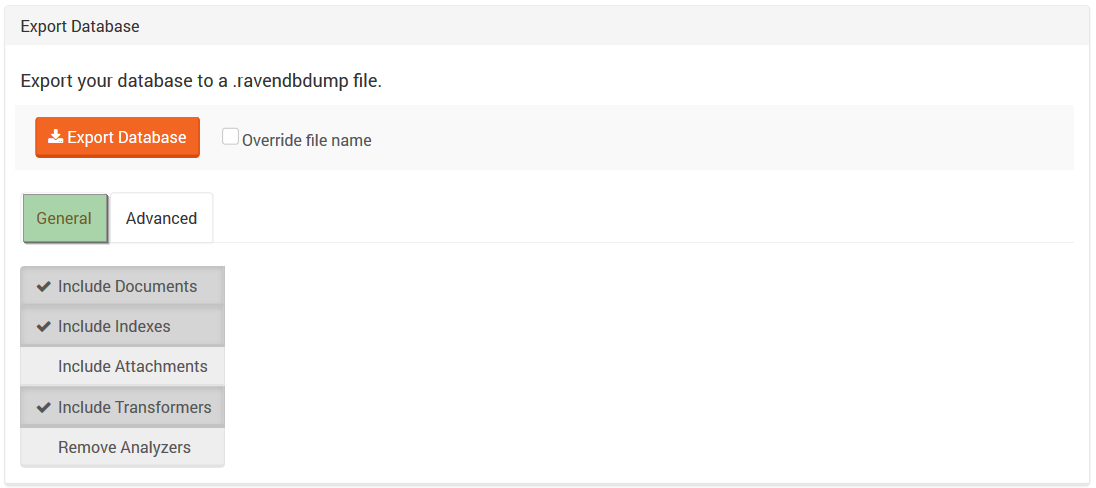 Export Database
Export your database to a .ravendbdump file.
Export Database Override file name
General Advanced
Include Documents
Include Indexes
Include Attachments
Include Transformers
Remove Analyzers